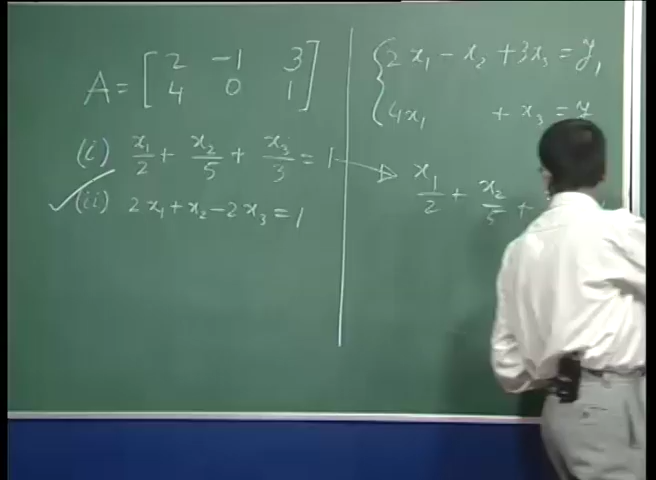 A = [ 2 -1 3
4 0 1 ]
(i) x₁/2 + x₂/5 + x₃/3 = 1
✓(ii) 2x₁ + x₂ - 2x₃ = 1
{ 2x₁ - x₂ + 3x₃ = y₁
4x₁ + x₃ = y
x₁/2 + x₂/5 +